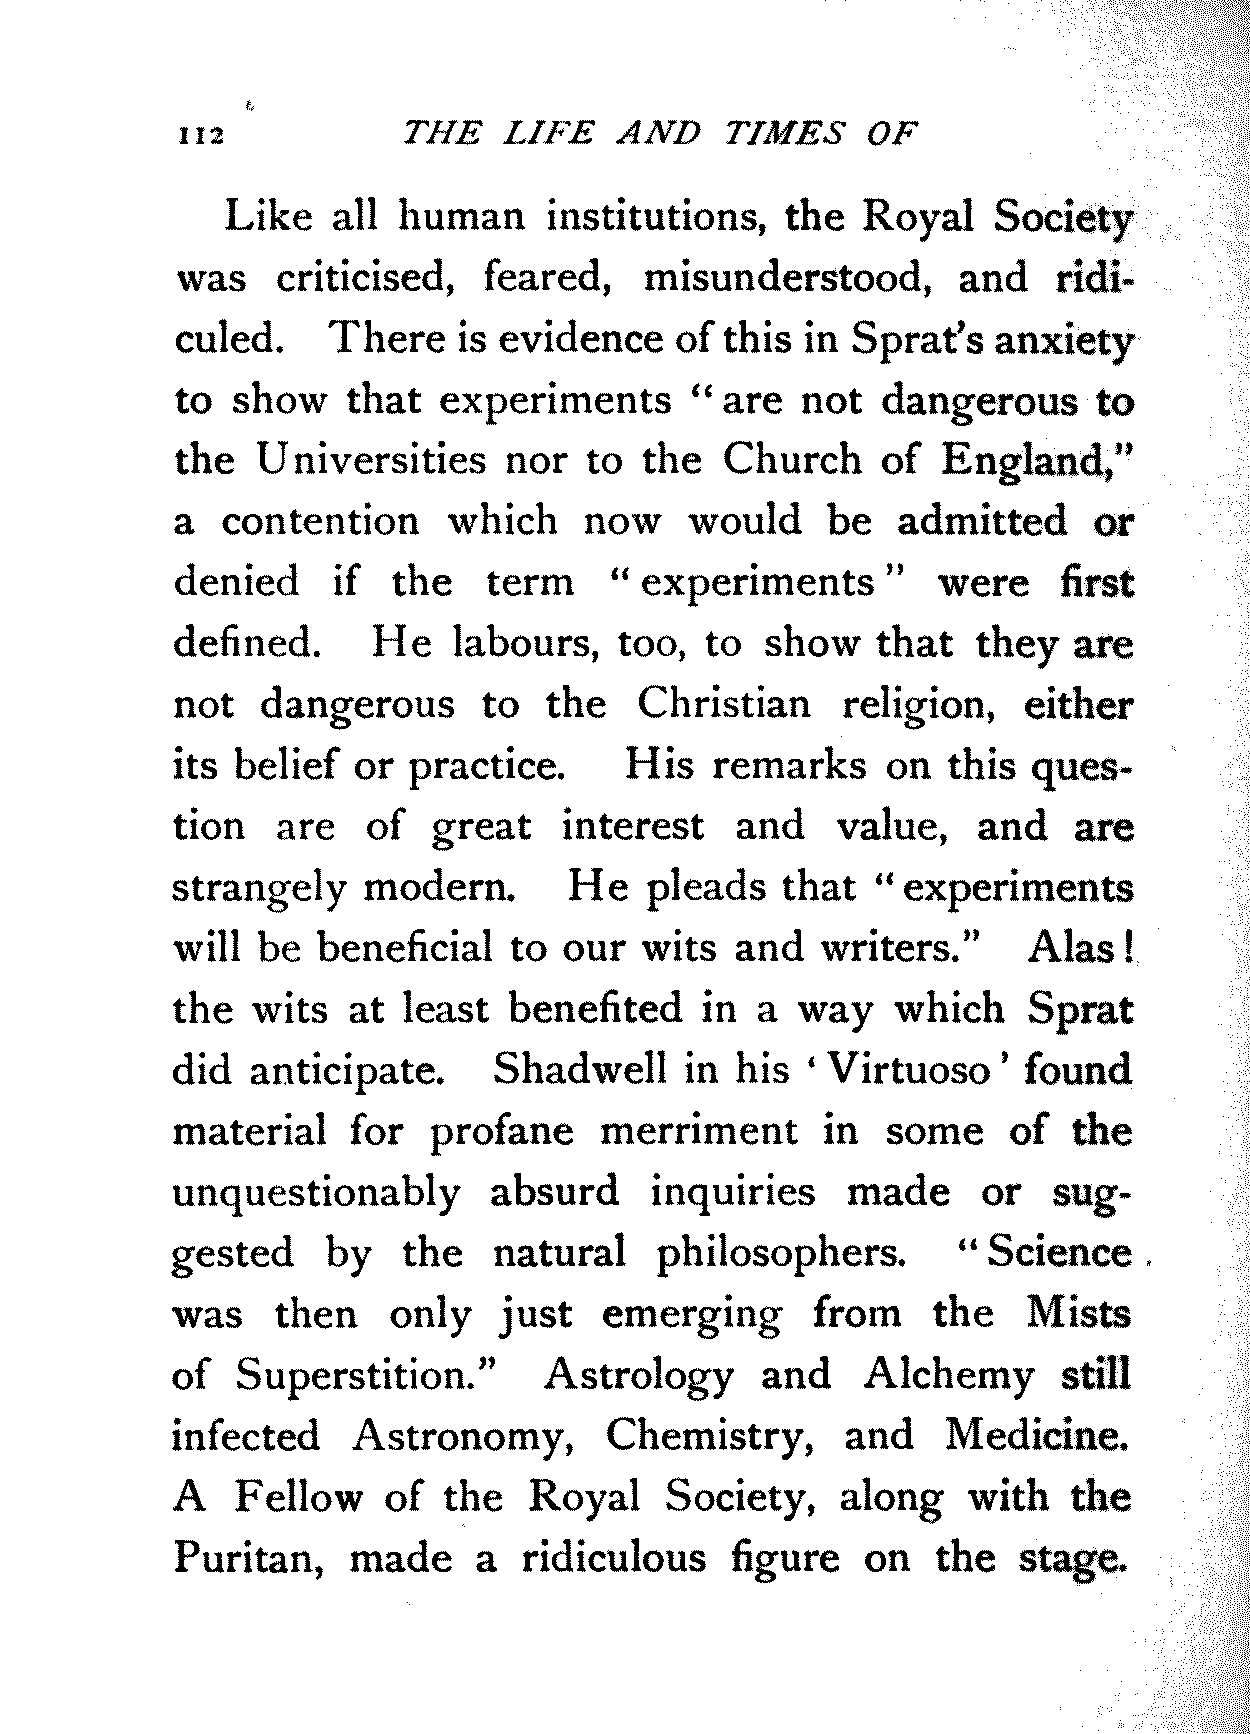 112 THE LIFE AND TIMES OF
Like all human institutions, the Royal Society
was criticised, feared, misunderstood, and ridi-
culed. There is evidence of this in Sprat's anxiety
to show that experiments "are not dangerous to
the Universities nor to the Church of England,"
a contention which now would be admitted or
denied if the term "experiments" were first
defined. He labours, too, to show that they are
not dangerous to the Christian religion, either
its belief or practice. His remarks on this ques-
tion are of great interest and value, and are
strangely modern. He pleads that "experiments
will be beneficial to our wits and writers." Alas!
the wits at least benefited in a way which Sprat
did anticipate. Shadwell in his 'Virtuoso' found
material for profane merriment in some of the
unquestionably absurd inquiries made or sug-
gested by the natural philosophers. "Science
was then only just emerging from the Mists
of Superstition." Astrology and Alchemy still
infected Astronomy, Chemistry, and Medicine.
A Fellow of the Royal Society, along with the
Puritan, made a ridiculous figure on the stage.